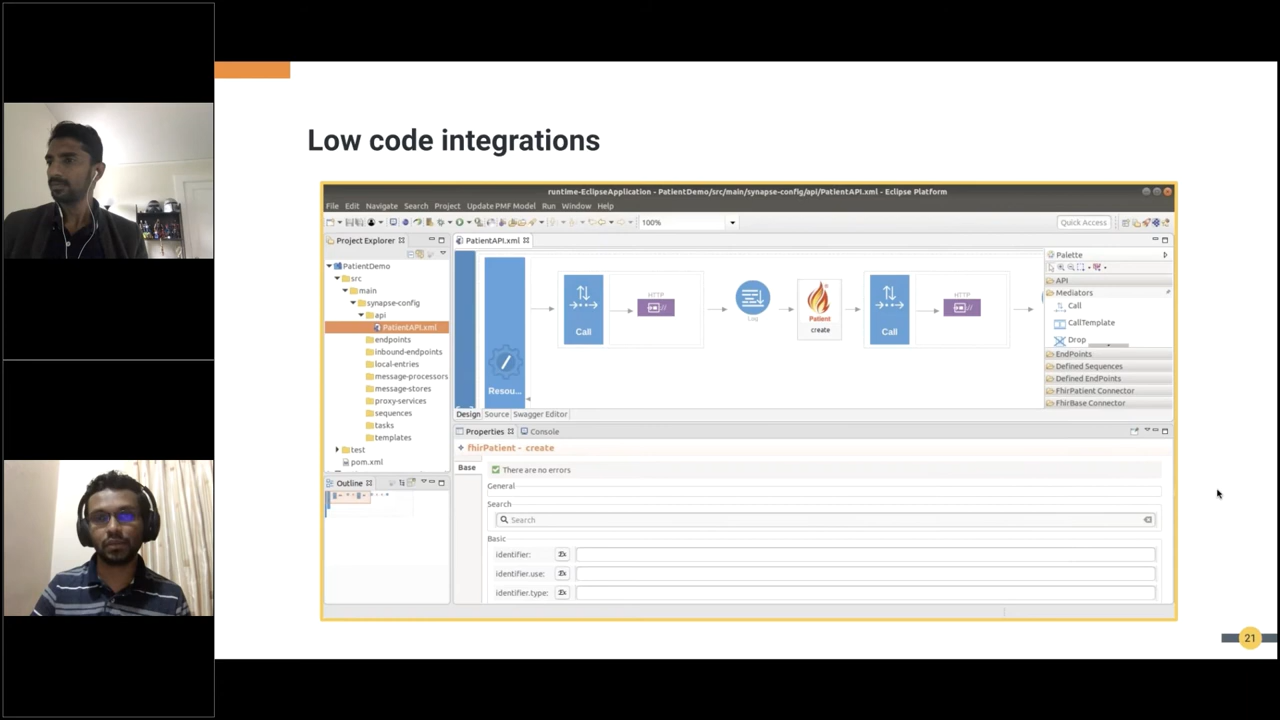 Low code integrations
runtime-EclipseApplication - PatientDemo/src/main/synapse-config/api/PatientAPI.xml - Eclipse Platform
File Edit Navigate Search Project Update PMF Model Run Window Help
100%
Quick Access
Project Explorer
PatientDemo
src
main
synapse-config
api
PatientAPI.xml
endpoints
inbound-endpoints
local-entries
message-processors
message-stores
proxy-services
sequences
tasks
templates
test
pom.xml
Outline
PatientAPI.xml
Resou...
Call
HTTP
Log
Patient
create
Call
HTTP
Palette
API
Mediators
Call
CallTemplate
Drop
EndPoints
Defined Sequences
Defined EndPoints
FhirPatient Connector
FhirBase Connector
Design Source Swagger Editor
Properties Console
fhirPatient - create
Base
There are no errors
General
Search
Search
Basic
identifier:
identifier.use:
identifier.type:
21